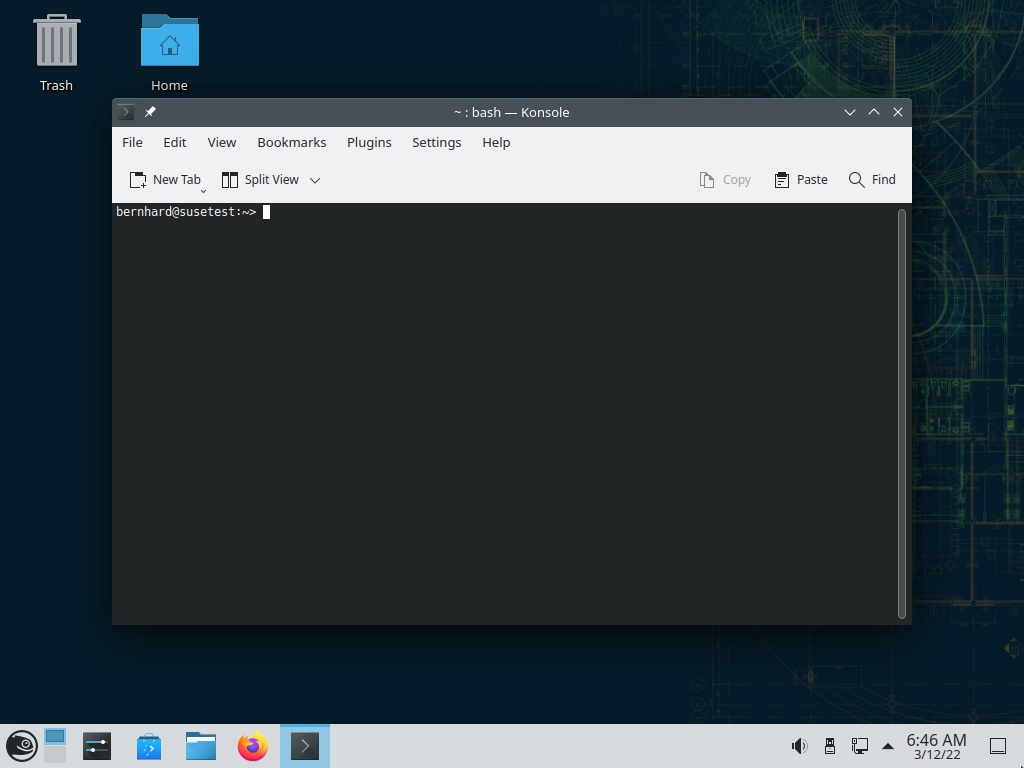 Trash
Home
~ : bash — Konsole
File Edit View Bookmarks Plugins Settings Help
New Tab Split View Copy Paste Find
bernhard@susetest:~>
6:46 AM
3/12/22